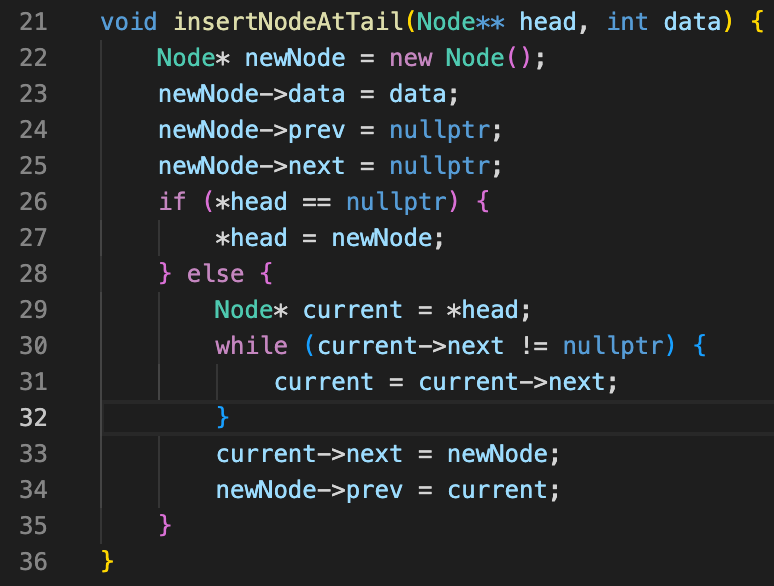 21 void insertNodeAtTail(Node** head, int data) {
22     Node* newNode = new Node();
23     newNode->data = data;
24     newNode->prev = nullptr;
25     newNode->next = nullptr;
26     if (*head == nullptr) {
27         *head = newNode;
28     } else {
29         Node* current = *head;
30         while (current->next != nullptr) {
31             current = current->next;
32         }
33         current->next = newNode;
34         newNode->prev = current;
35     }
36 }